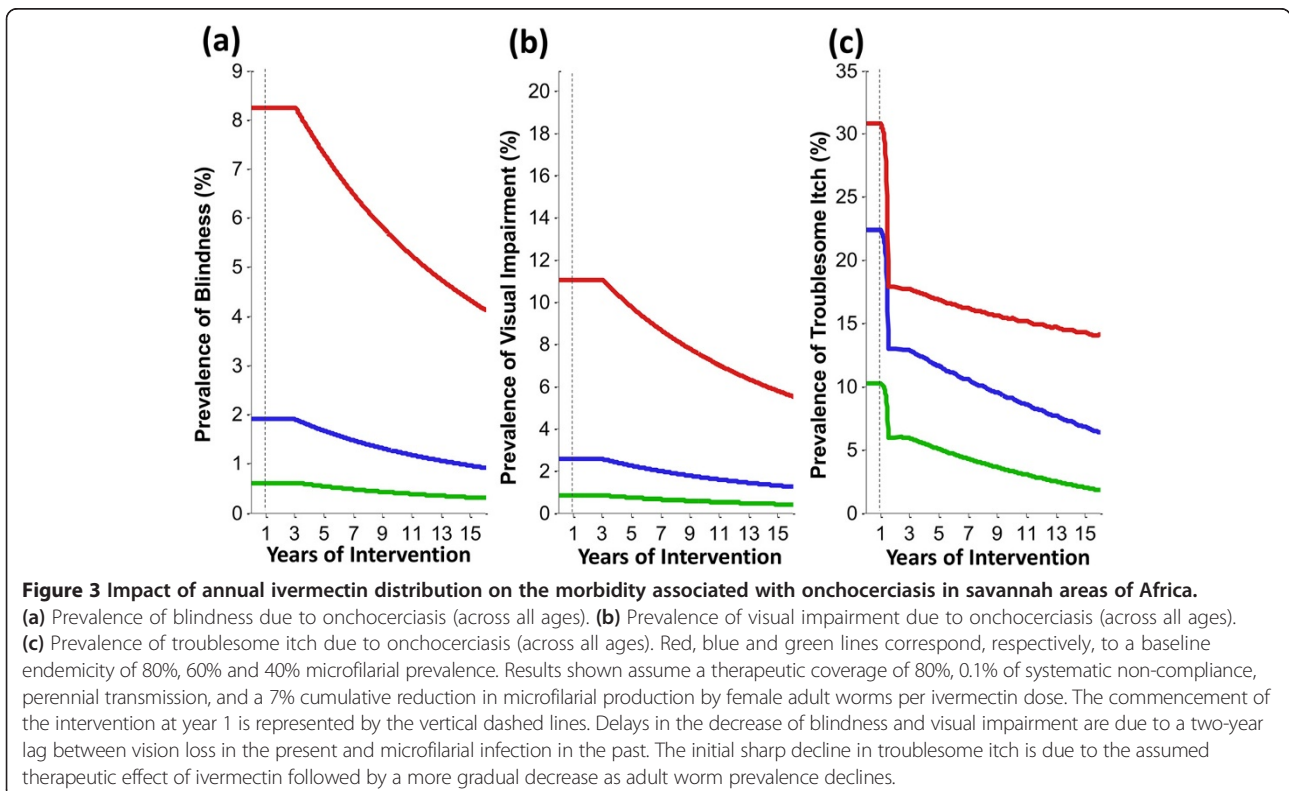 (a)
(b)
(c)
Prevalence of Blindness (%)
9
8
7
6
5
4
3
2
1
0
1 3 5 7 9 11 13 15
Years of Intervention
Prevalence of Visual Impairment (%)
20
18
16
14
12
10
8
6
4
2
0
1 3 5 7 9 11 13 15
Years of Intervention
Prevalence of Troublesome Itch (%)
35
30
25
20
15
10
5
0
1 3 5 7 9 11 13 15
Years of Intervention
Figure 3 Impact of annual ivermectin distribution on the morbidity associated with onchocerciasis in savannah areas of Africa.
(a) Prevalence of blindness due to onchocerciasis (across all ages). (b) Prevalence of visual impairment due to onchocerciasis (across all ages).
(c) Prevalence of troublesome itch due to onchocerciasis (across all ages). Red, blue and green lines correspond, respectively, to a baseline
endemicity of 80%, 60% and 40% microfilarial prevalence. Results shown assume a therapeutic coverage of 80%, 0.1% of systematic non-compliance,
perennial transmission, and a 7% cumulative reduction in microfilarial production by female adult worms per ivermectin dose. The commencement of
the intervention at year 1 is represented by the vertical dashed lines. Delays in the decrease of blindness and visual impairment are due to a two-year
lag between vision loss in the present and microfilarial infection in the past. The initial sharp decline in troublesome itch is due to the assumed
therapeutic effect of ivermectin followed by a more gradual decrease as adult worm prevalence declines.